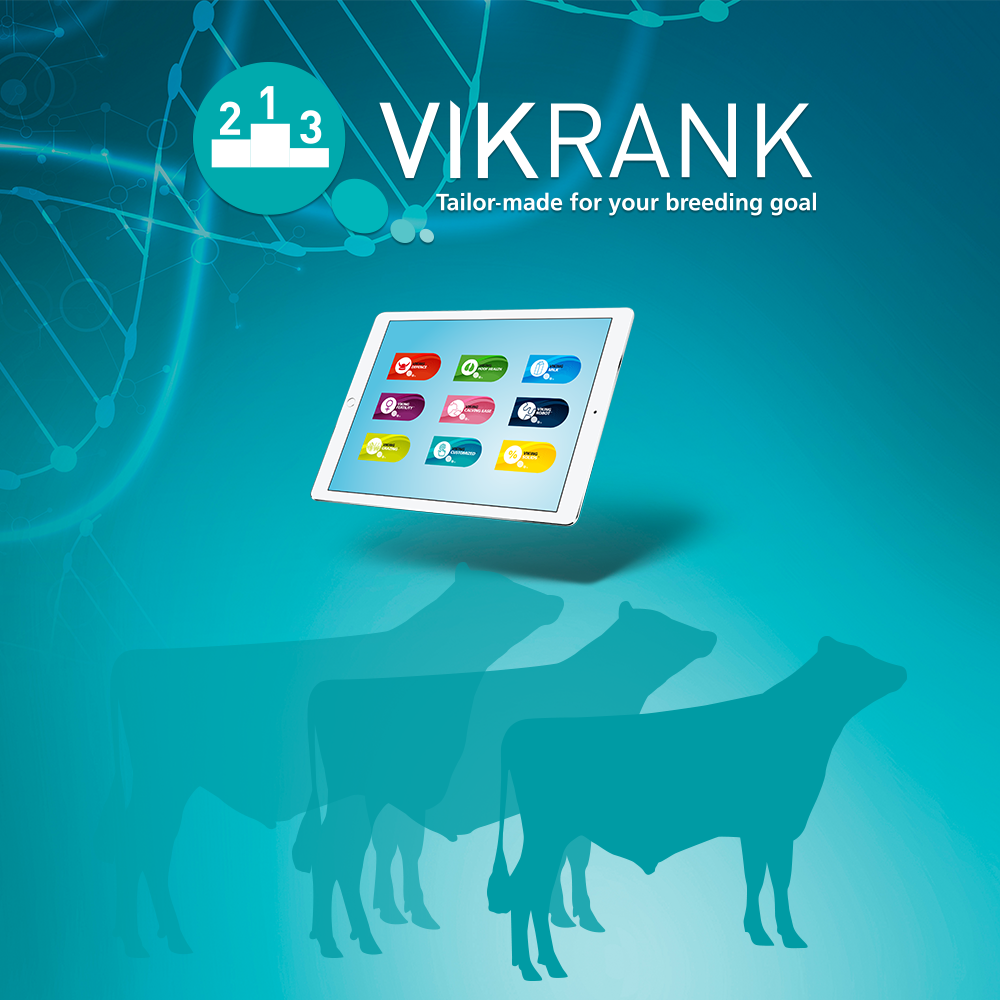 2 1 3
VIKRANK
Tailor-made for your breeding goal
DEFENCE
HOOF HEALTH
MILK
VIKING
FERTILITY
CALVING EASE
VIKING
ROBOT
CUSTOMIZED
%
VIKING